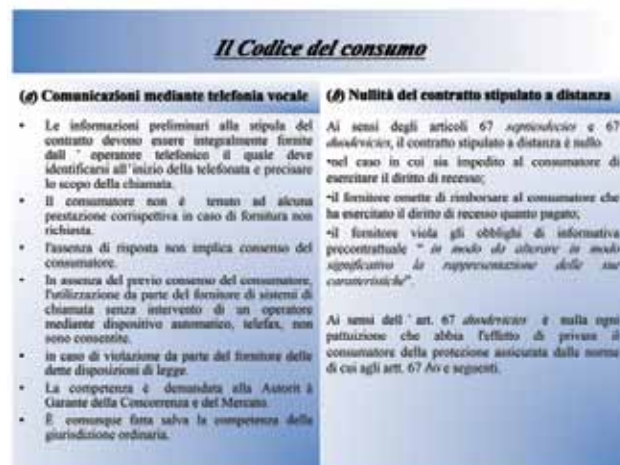 Il Codice del consumo
(a) Comunicazioni mediante telefonia vocale
• Le informazioni preliminari alla stipula del
contratto devono essere integralmente fornite
dall ' operatore telefonico il quale deve
identificarsi all'inizio della telefonata e precisare
lo scopo della chiamata.
• Il consumatore non è tenuto ad alcuna
prestazione corrispettiva in caso di fornitura non
richiesta.
• l'assenza di risposta non implica consenso del
consumatore.
• In assenza del previo consenso del consumatore,
l'utilizzazione da parte del fornitore di sistemi di
chiamata senza intervento di un operatore
mediante dispositivo automatico, telefax, non
sono consentite.
• in caso di violazione da parte del fornitore delle
dette disposizioni di legge.
• La competenza è demandata alla Autorit à
Garante della Concorrenza e del Mercato.
• È comunque fatta salva la competenza della
giurisdizione ordinaria.
(β) Nullità del contratto stipulato a distanza
Ai sensi degli articoli 67 septiesdecies e 67
duodevicies, il contratto stipulato a distanza è nullo
•nel caso in cui sia impedito al consumatore di
esercitare il diritto di recesso;
•il fornitore omette di rimborsare al consumatore che
ha esercitato il diritto di recesso quanto pagato;
•il fornitore viola gli obblighi di informativa
precontrattuale " in modo da alterare in modo
significativo la rappresentazione delle sue
caratteristiche".
Ai sensi dell ' art. 67 duodevicies è nulla ogni
pattuizione che abbia l'effetto di privare il
consumatore della protezione assicurata dalle norme
di cui agli artt. 67 bis e seguenti.